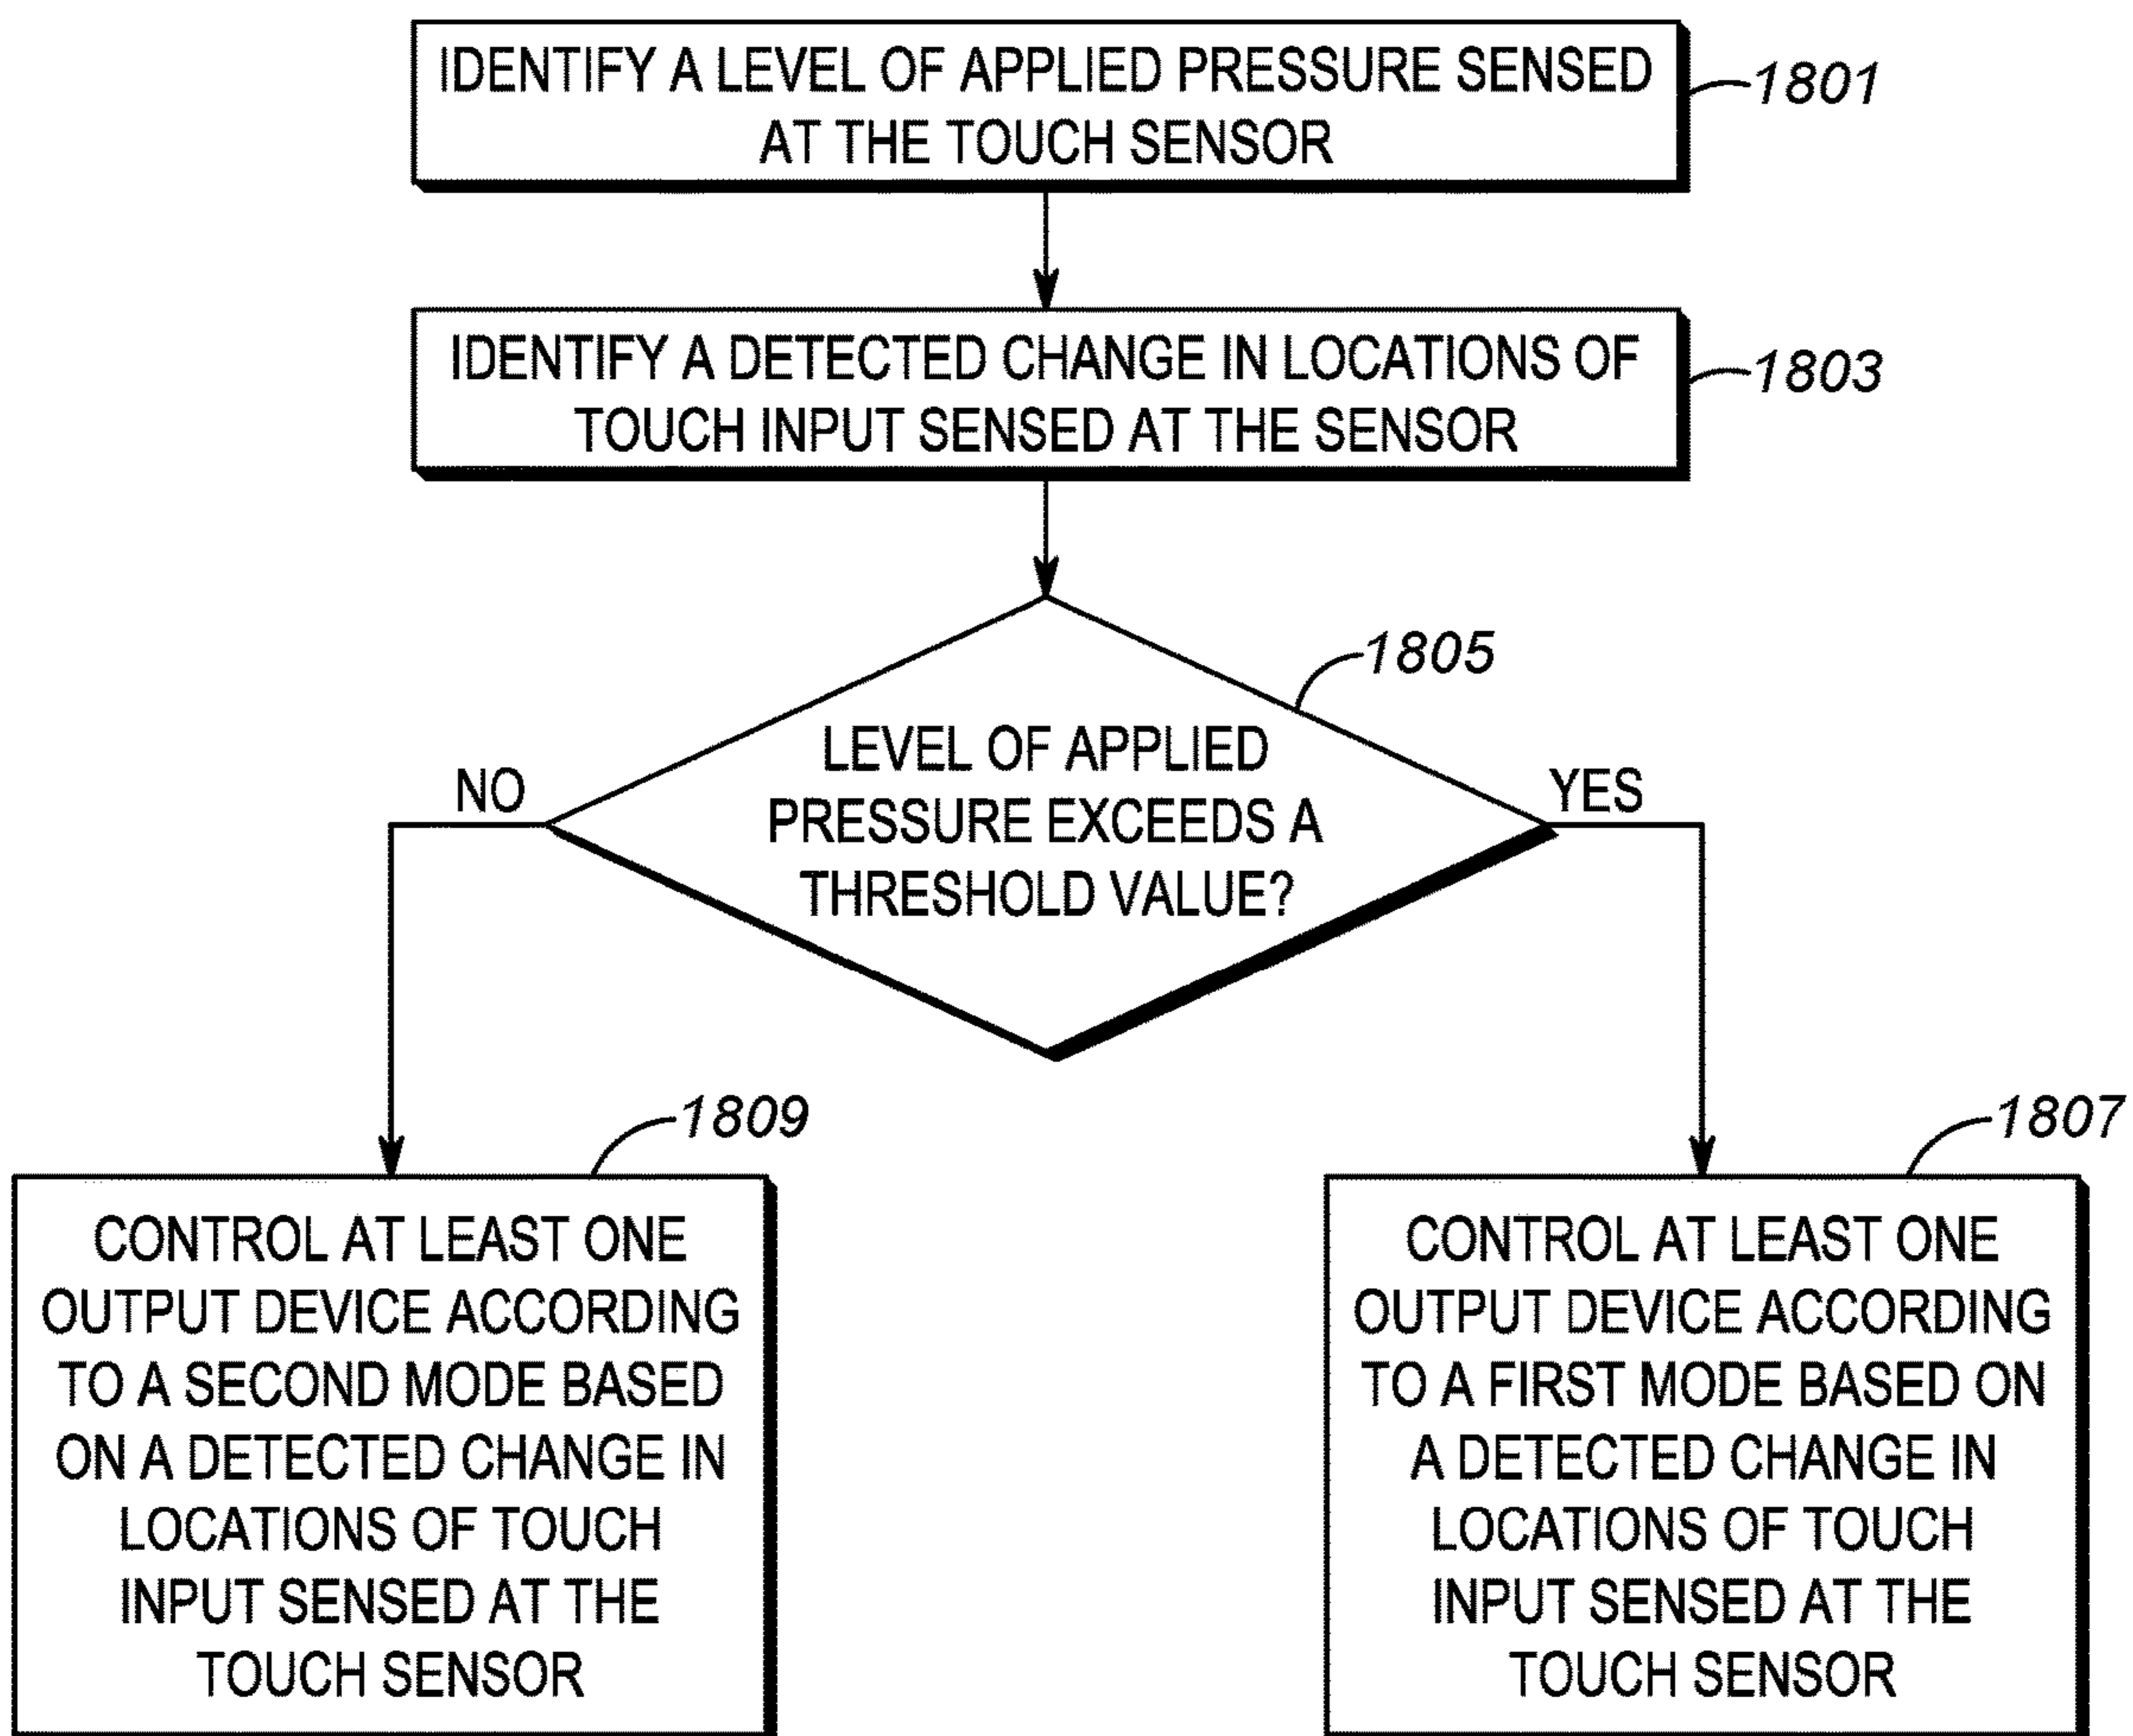 IDENTIFY A LEVEL OF APPLIED PRESSURE SENSED
AT THE TOUCH SENSOR
1801
IDENTIFY A DETECTED CHANGE IN LOCATIONS OF
TOUCH INPUT SENSED AT THE SENSOR
1803
1805
LEVEL OF APPLIED
PRESSURE EXCEEDS A
THRESHOLD VALUE?
NO
YES
1809
CONTROL AT LEAST ONE
OUTPUT DEVICE ACCORDING
TO A SECOND MODE BASED
ON A DETECTED CHANGE IN
LOCATIONS OF TOUCH
INPUT SENSED AT THE
TOUCH SENSOR
1807
CONTROL AT LEAST ONE
OUTPUT DEVICE ACCORDING
TO A FIRST MODE BASED ON
A DETECTED CHANGE IN
LOCATIONS OF TOUCH
INPUT SENSED AT THE
TOUCH SENSOR